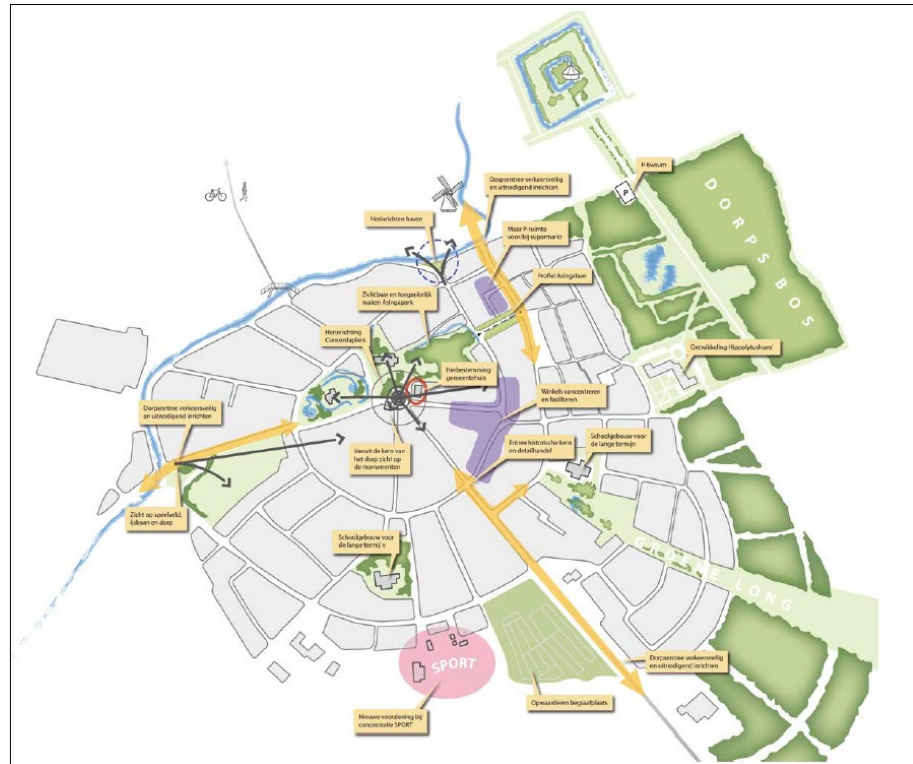 P-Ewsum
DORPS BOS
Dorpsentree verkeersveilig
en uitnodigend inrichten
Herinrichten haven
Meer P-ruimte
voorbij supermarkt
Profiel Asingalaan
Zichtbaar en toegankelijk
maken Asingapark
Herinrichting
Concordiaplein
Ontwikkeling Hippolytushoes'
Herbestemming
gemeentehuis
Winkels concentreren
en faciliteren
Dorpsentree verkeersveilig
en uitnodigend inrichten
Vanuit de kern van
het dorp zicht op
de monumenten
Entree historische kern
en detailhandel
Schoolgebouw voor
de lange termijn
Zicht op speelveld,
ijsbaan en dorp
Schoolgebouw voor
de lange termijn
GROENE LONG
SPORT
Dorpsentree verkeersveilig
en uitnodigend inrichten
Opwaarderen begraafplaats
Nieuwe voorziening bij
concentratie SPORT'